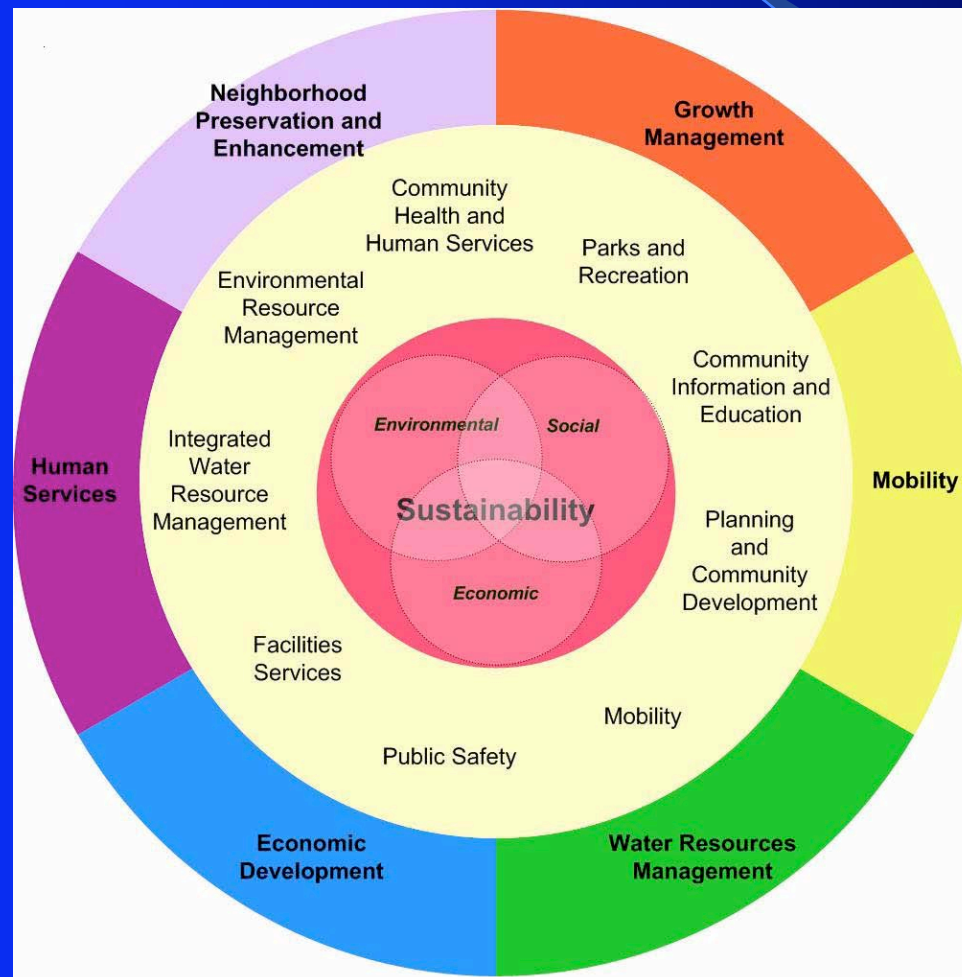 Neighborhood
Preservation and
Enhancement
Growth
Management
Community
Health and
Human Services
Parks and
Recreation
Environmental
Resource
Management
Community
Information and
Education
Environmental
Social
Human
Services
Integrated
Water
Resource
Management
Mobility
Sustainability
Planning
and
Community
Development
Economic
Facilities
Services
Mobility
Public Safety
Economic
Development
Water Resources
Management